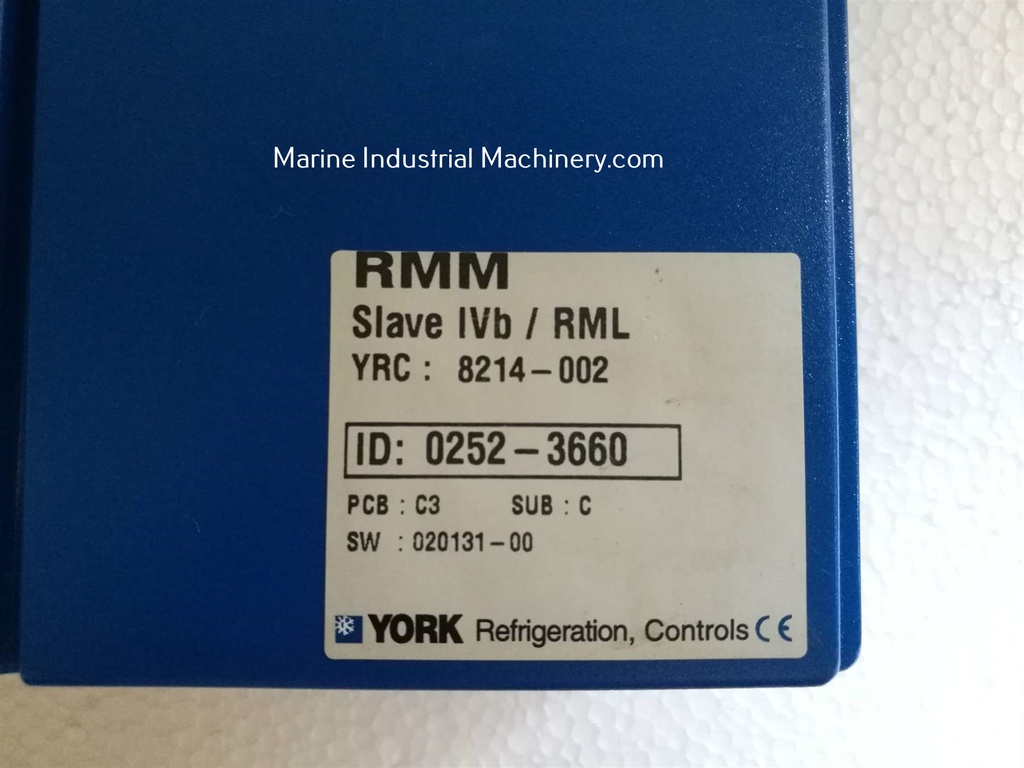 Marine Industrial Machinery.com
RMM
Slave IVb / RML
YRC : 8214-002
ID: 0252-3660
PCB : C3 SUB : C
SW : 020131-00
YORK Refrigeration, Controls CE